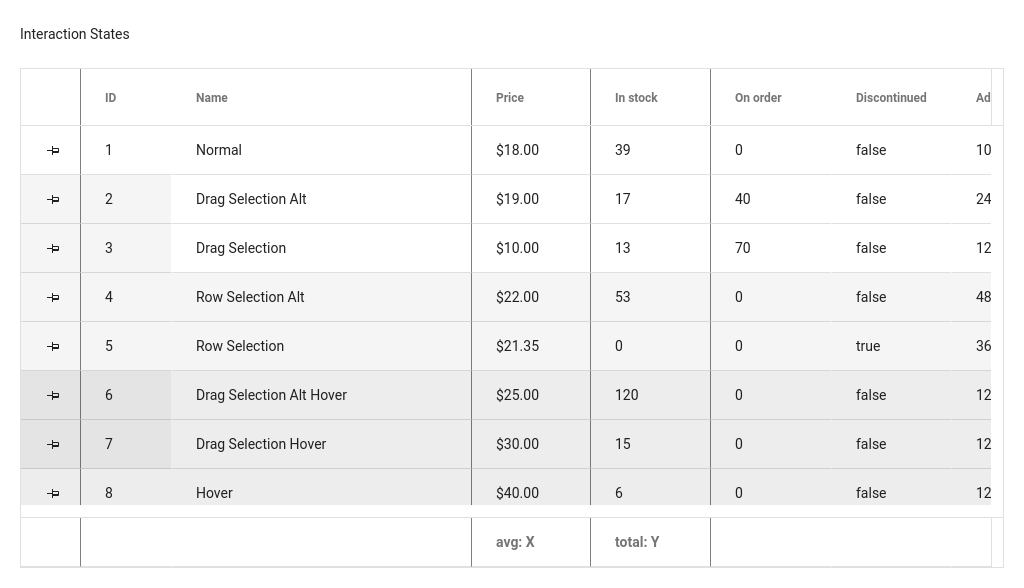 Interaction States
ID Name Price In stock On order Discontinued Ad
1 Normal $18.00 39 0 false 10
2 Drag Selection Alt $19.00 17 40 false 24
3 Drag Selection $10.00 13 70 false 12
4 Row Selection Alt $22.00 53 0 false 48
5 Row Selection $21.35 0 0 true 36
6 Drag Selection Alt Hover $25.00 120 0 false 12
7 Drag Selection Hover $30.00 15 0 false 12
8 Hover $40.00 6 0 false 12
avg: X total: Y